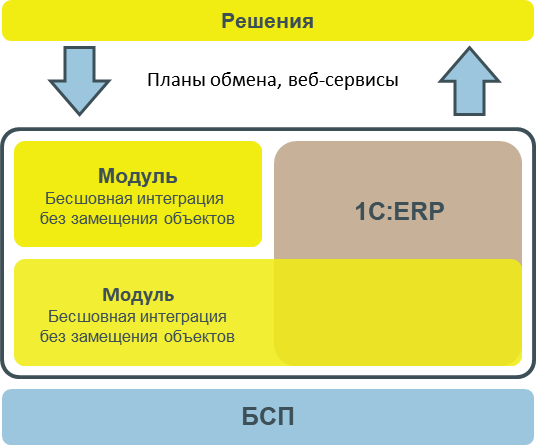 Решения
Планы обмена, веб-сервисы
Модуль
Бесшовная интеграция
без замещения объектов
1С:ERP
Модуль
Бесшовная интеграция
без замещения объектов
БСП